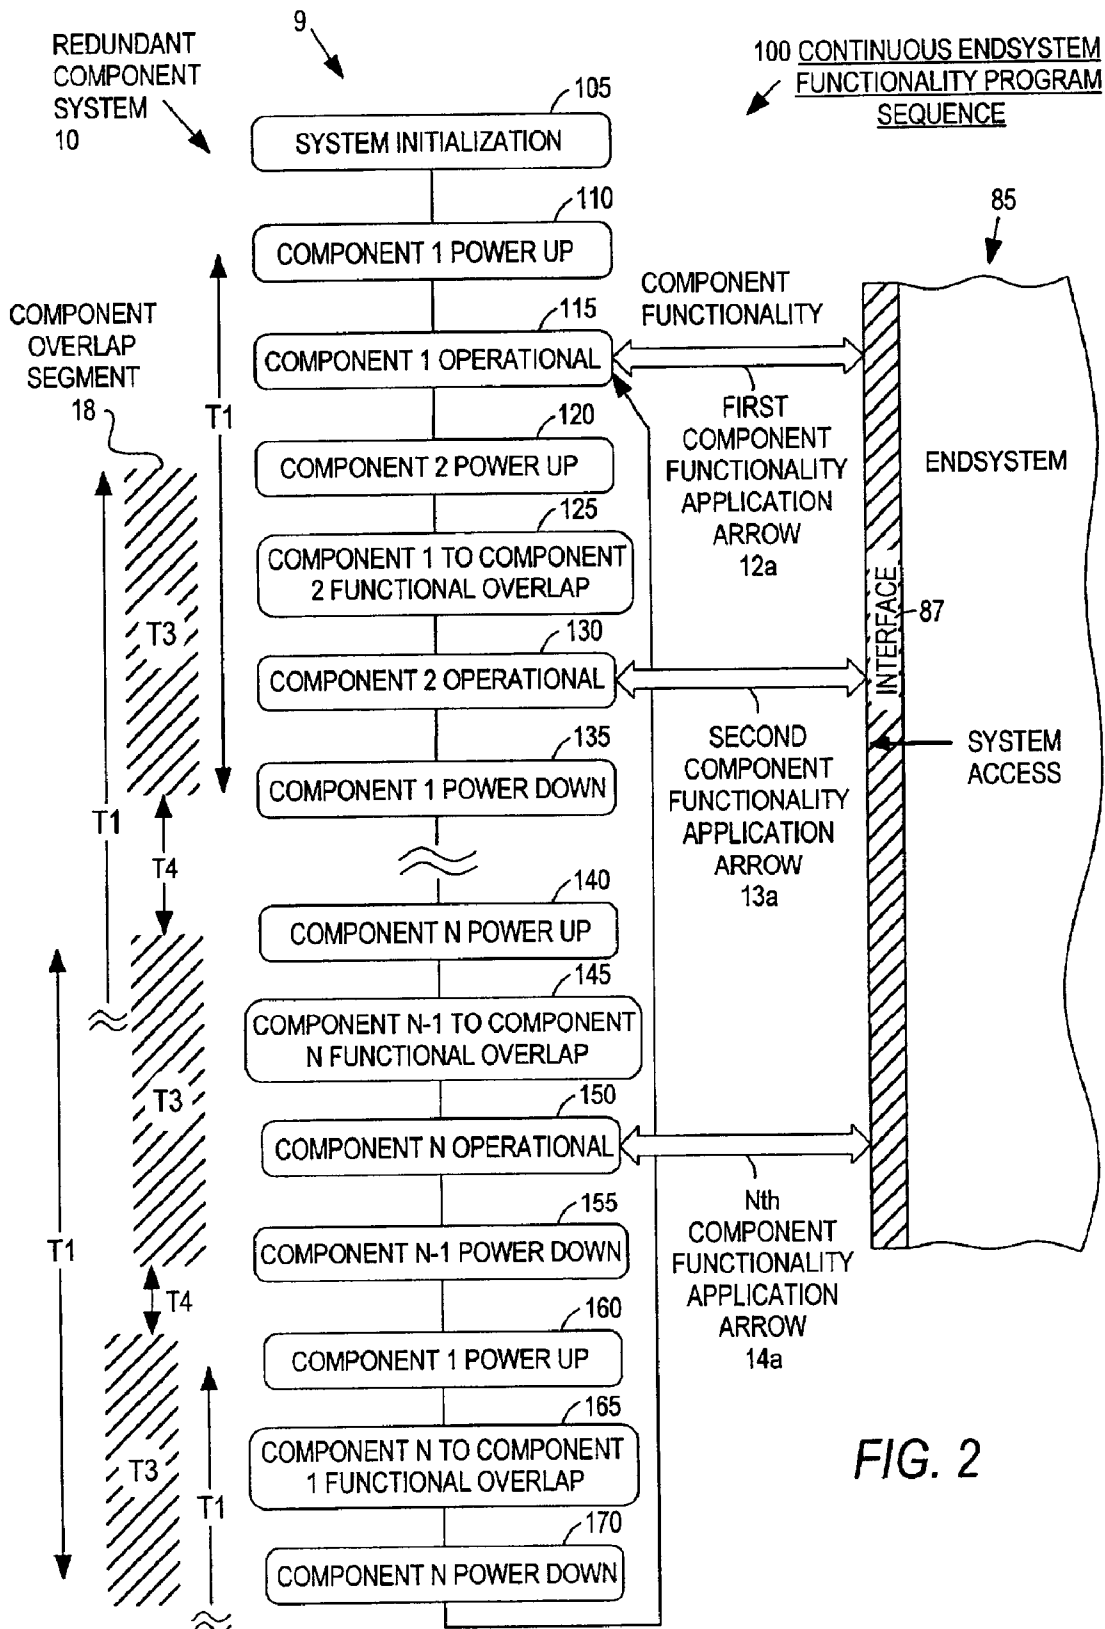 9
REDUNDANT
COMPONENT
SYSTEM
10
100 CONTINUOUS ENDSYSTEM
FUNCTIONALITY PROGRAM
SEQUENCE
105
SYSTEM INITIALIZATION
110
COMPONENT 1 POWER UP
85
COMPONENT
OVERLAP
SEGMENT
18
T1
115
COMPONENT 1 OPERATIONAL
COMPONENT
FUNCTIONALITY
FIRST
COMPONENT
FUNCTIONALITY
APPLICATION
ARROW
12a
ENDSYSTEM
120
COMPONENT 2 POWER UP
125
COMPONENT 1 TO COMPONENT
2 FUNCTIONAL OVERLAP
T3
INTERFACE
87
130
COMPONENT 2 OPERATIONAL
SECOND
COMPONENT
FUNCTIONALITY
APPLICATION
ARROW
13a
SYSTEM
ACCESS
135
COMPONENT 1 POWER DOWN
T1
T4
140
COMPONENT N POWER UP
145
COMPONENT N-1 TO COMPONENT
N FUNCTIONAL OVERLAP
T3
150
COMPONENT N OPERATIONAL
Nth
COMPONENT
FUNCTIONALITY
APPLICATION
ARROW
14a
155
COMPONENT N-1 POWER DOWN
T1
T4
160
COMPONENT 1 POWER UP
165
COMPONENT N TO COMPONENT
1 FUNCTIONAL OVERLAP
T3
T1
170
COMPONENT N POWER DOWN
FIG. 2